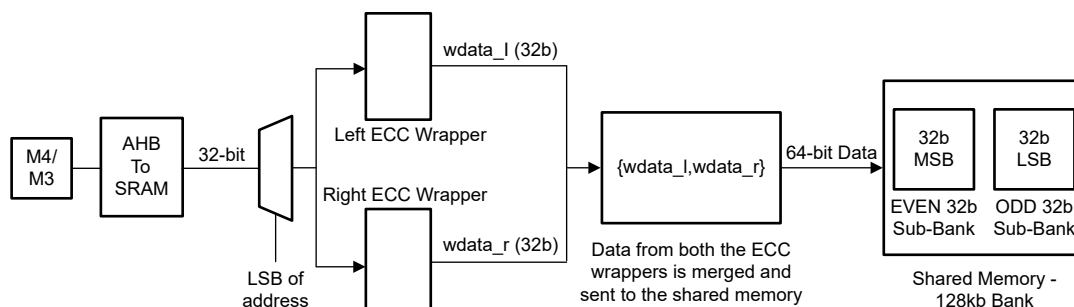 M4/
M3
AHB
To
SRAM
32-bit
LSB of
address
wdata_l (32b)
Left ECC Wrapper
Right ECC Wrapper
wdata_r (32b)
{wdata_l,wdata_r}
Data from both the ECC
wrappers is merged and
sent to the shared memory
64-bit Data
32b
MSB
EVEN 32b
Sub-Bank
32b
LSB
ODD 32b
Sub-Bank
Shared Memory -
128kb Bank